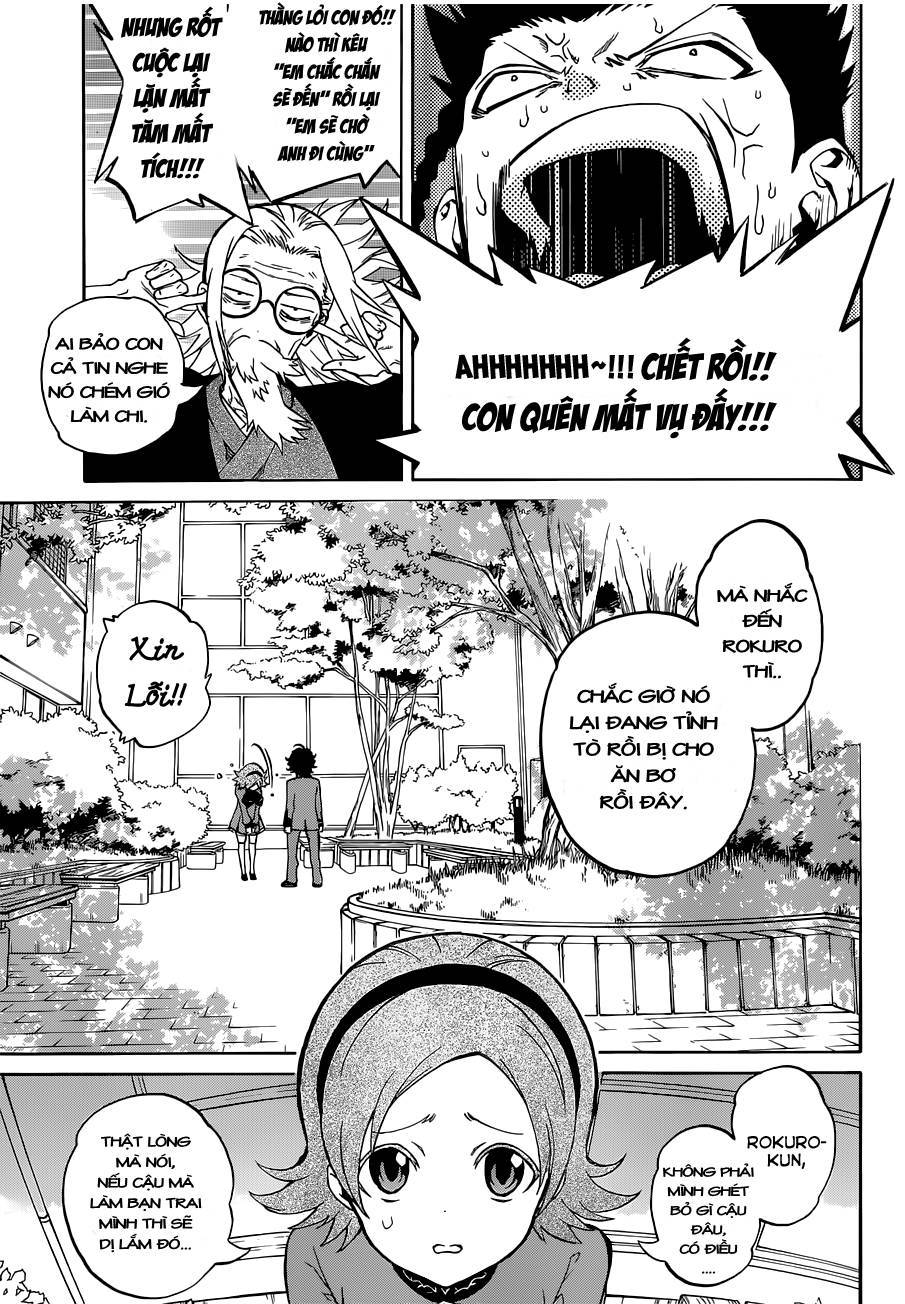 AHHHHHHH~!!! CHẾT RỒI!!
CON QUÊN MẤT VỤ ĐẤY!!!
THẰNG LỎI CON ĐÓ!!
NÀO THÌ KÊU
"EM CHẮC CHẮN
SẼ ĐẾN" RỒI LẠI
"EM SẼ CHỜ
ANH ĐI CÙNG"
NHƯNG RỐT
CUỘC LẠI
LẶN MẤT
TĂM MẤT
TÍCH!!!
AI BẢO CON
CẢ TIN NGHE
NÓ CHÉM GIÓ
LÀM CHI.
MÀ NHẮC
ĐẾN
ROKURO
THÌ..
CHẮC GIỜ NÓ
LẠI ĐANG TỈNH
TÒ RỒI BỊ CHO
ĂN BƠ
RỒI ĐÂY.
Xin
Lỗi!!
ROKURO-
KUN,
KHÔNG PHẢI
MÌNH GHÉT
BỎ GÌ CẬU
ĐÂU,
CÓ ĐIỀU
....
THẬT LÒNG
MÀ NÓI,
NẾU CẬU MÀ
LÀM BẠN TRAI
MÌNH THÌ SẼ
DỊ LẮM ĐÓ...